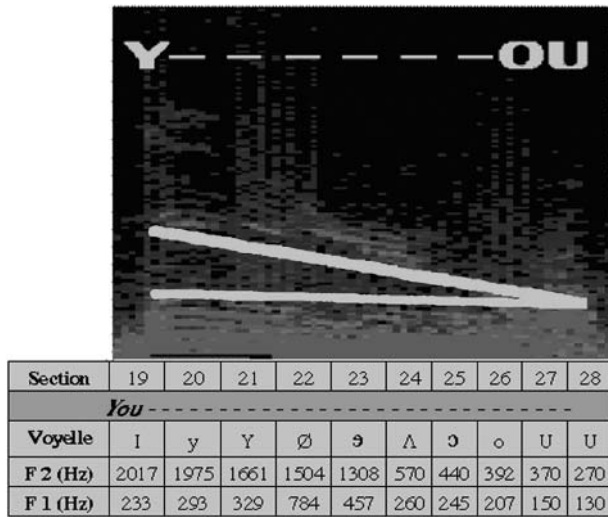 Y – – – – – – OU
Section 19 20 21 22 23 24 25 26 27 28
You - - - - - - - - - - - - - - - - - - - - - - - - - - - - - - - - - - -
Voyelle I y Y Ø ɘ Λ ɔ o U U
F 2 (Hz) 2017 1975 1661 1504 1308 570 440 392 370 270
F 1 (Hz) 233 293 329 784 457 260 245 207 150 130